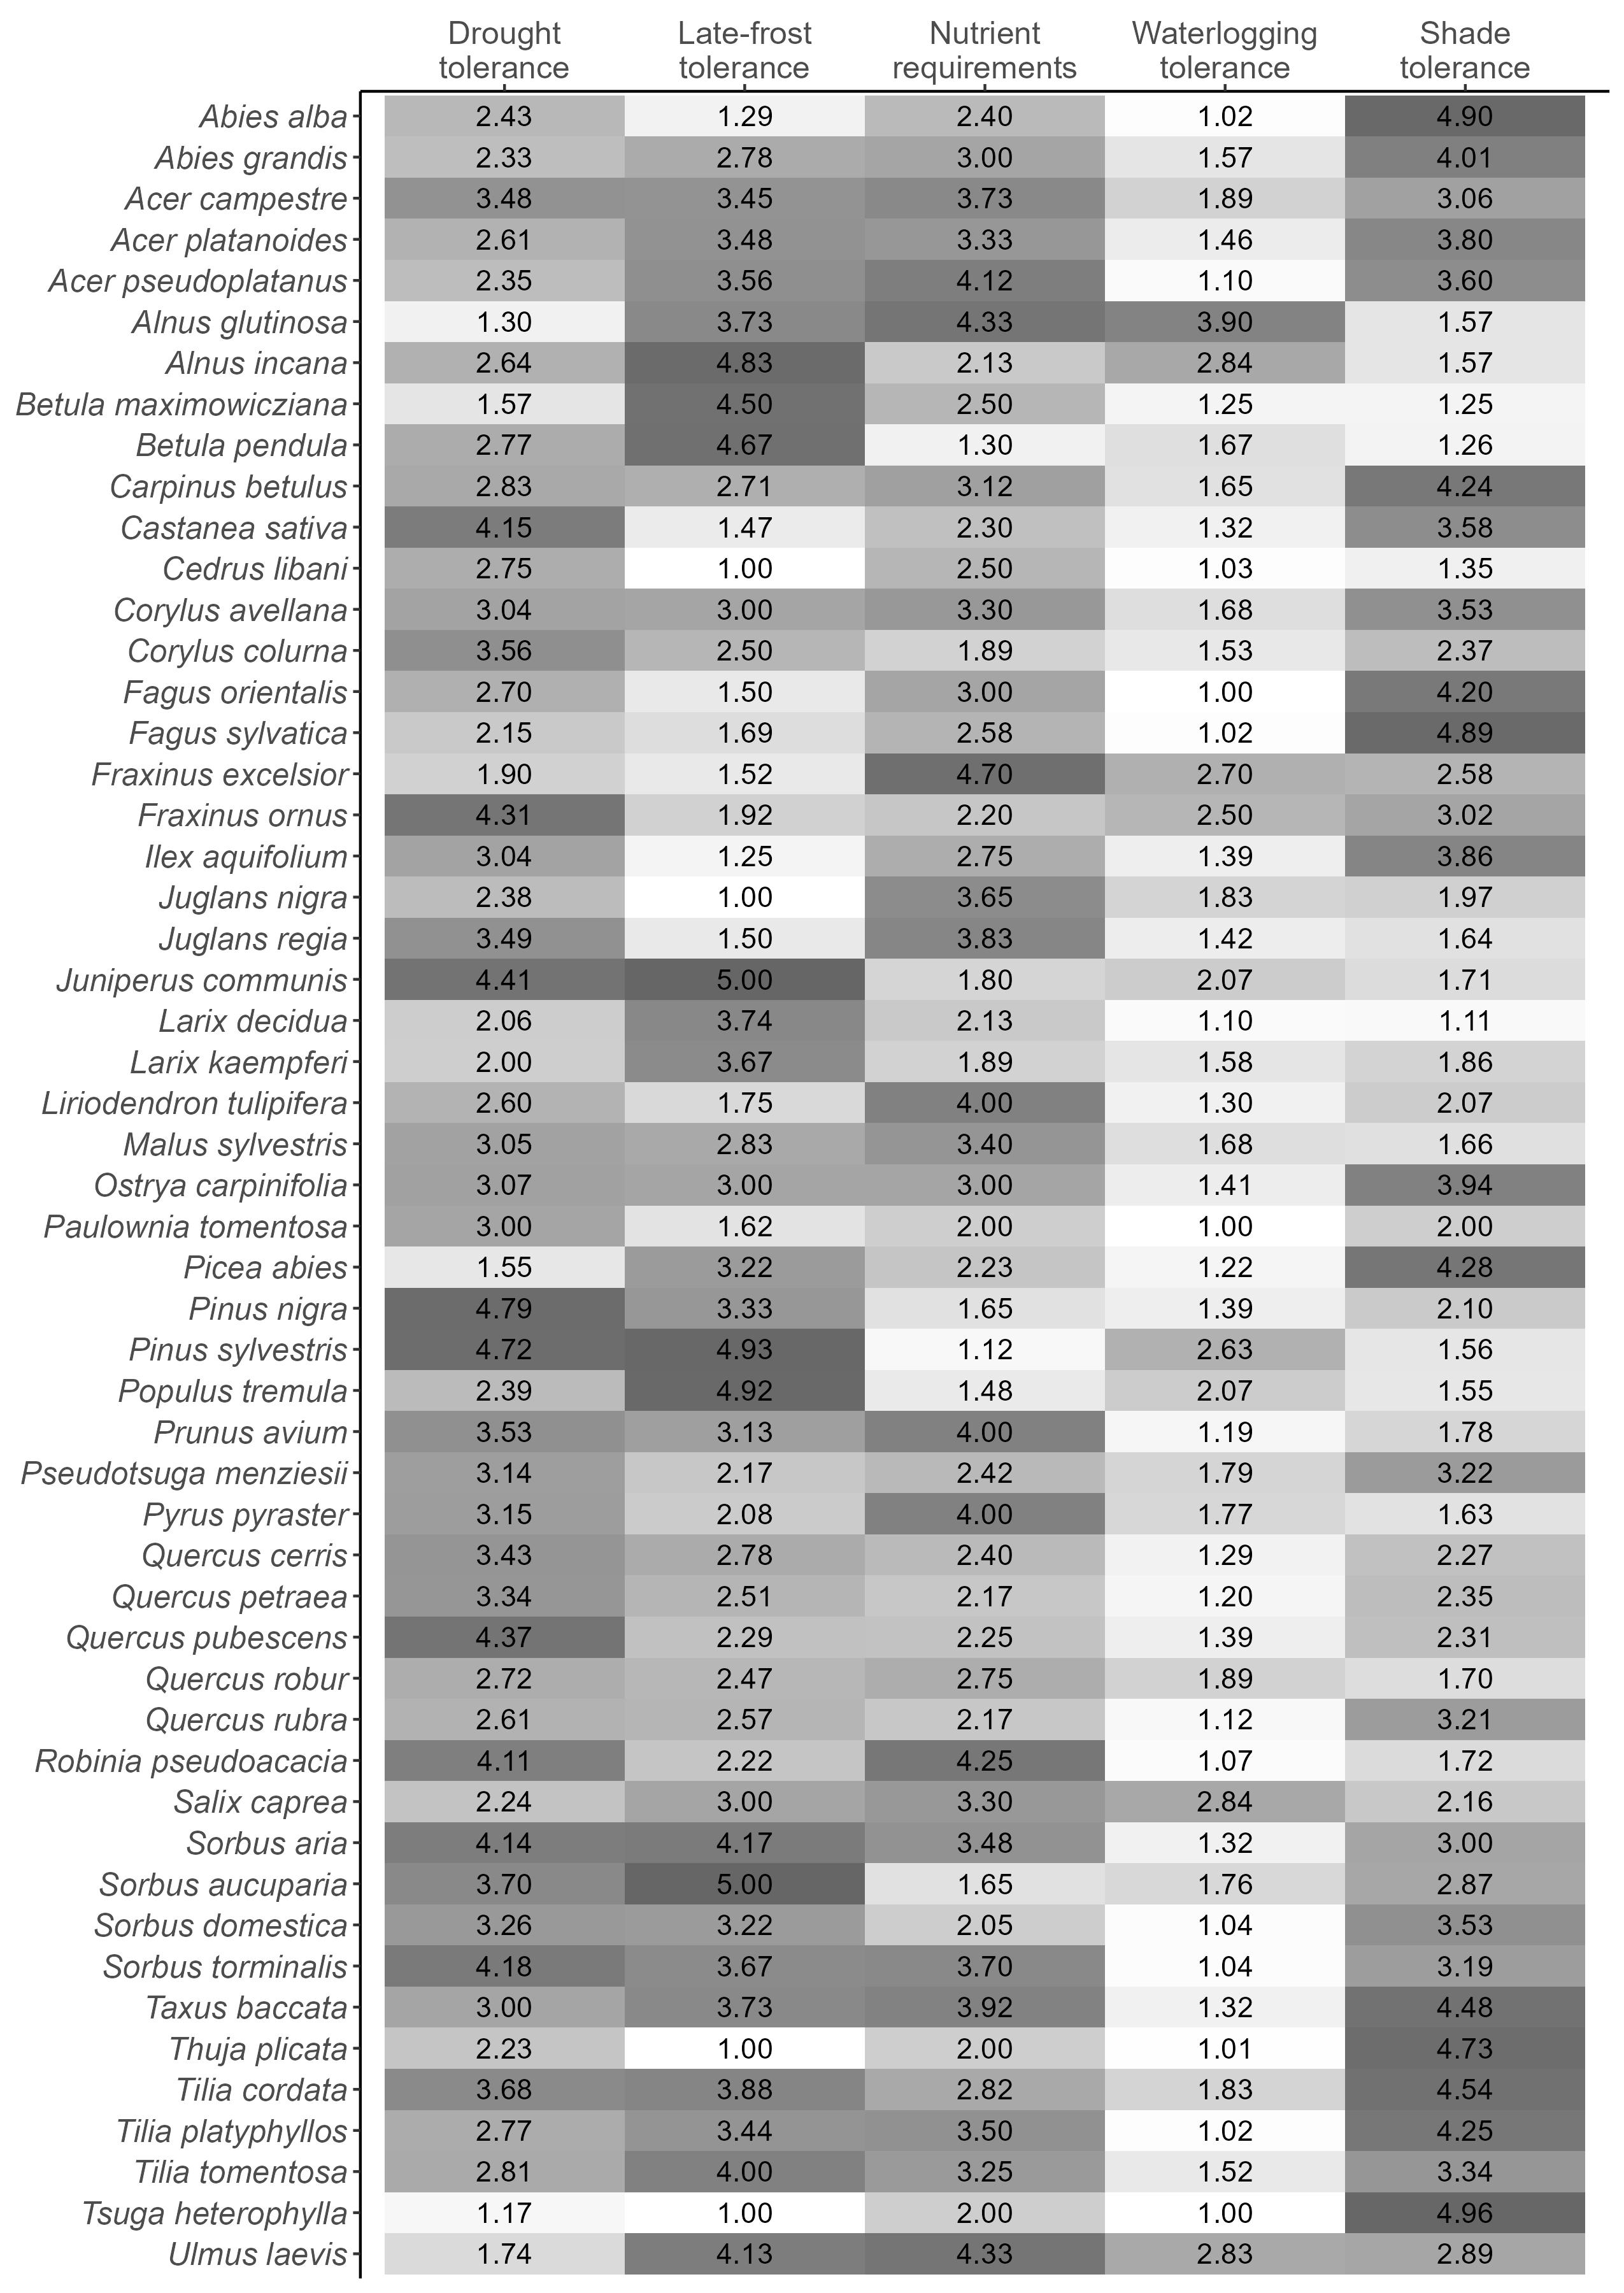 Drought Late-frost Nutrient Waterlogging Shade
tolerance tolerance requirements tolerance tolerance
Abies alba 2.43 1.29 2.40 1.02 4.90
Abies grandis 2.33 2.78 3.00 1.57 4.01
Acer campestre 3.48 3.45 3.73 1.89 3.06
Acer platanoides 2.61 3.48 3.33 1.46 3.80
Acer pseudoplatanus 2.35 3.56 4.12 1.10 3.60
Alnus glutinosa 1.30 3.73 4.33 3.90 1.57
Alnus incana 2.64 4.83 2.13 2.84 1.57
Betula maximowicziana 1.57 4.50 2.50 1.25 1.25
Betula pendula 2.77 4.67 1.30 1.67 1.26
Carpinus betulus 2.83 2.71 3.12 1.65 4.24
Castanea sativa 4.15 1.47 2.30 1.32 3.58
Cedrus libani 2.75 1.00 2.50 1.03 1.35
Corylus avellana 3.04 3.00 3.30 1.68 3.53
Corylus colurna 3.56 2.50 1.89 1.53 2.37
Fagus orientalis 2.70 1.50 3.00 1.00 4.20
Fagus sylvatica 2.15 1.69 2.58 1.02 4.89
Fraxinus excelsior 1.90 1.52 4.70 2.70 2.58
Fraxinus ornus 4.31 1.92 2.20 2.50 3.02
Ilex aquifolium 3.04 1.25 2.75 1.39 3.86
Juglans nigra 2.38 1.00 3.65 1.83 1.97
Juglans regia 3.49 1.50 3.83 1.42 1.64
Juniperus communis 4.41 5.00 1.80 2.07 1.71
Larix decidua 2.06 3.74 2.13 1.10 1.11
Larix kaempferi 2.00 3.67 1.89 1.58 1.86
Liriodendron tulipifera 2.60 1.75 4.00 1.30 2.07
Malus sylvestris 3.05 2.83 3.40 1.68 1.66
Ostrya carpinifolia 3.07 3.00 3.00 1.41 3.94
Paulownia tomentosa 3.00 1.62 2.00 1.00 2.00
Picea abies 1.55 3.22 2.23 1.22 4.28
Pinus nigra 4.79 3.33 1.65 1.39 2.10
Pinus sylvestris 4.72 4.93 1.12 2.63 1.56
Populus tremula 2.39 4.92 1.48 2.07 1.55
Prunus avium 3.53 3.13 4.00 1.19 1.78
Pseudotsuga menziesii 3.14 2.17 2.42 1.79 3.22
Pyrus pyraster 3.15 2.08 4.00 1.77 1.63
Quercus cerris 3.43 2.78 2.40 1.29 2.27
Quercus petraea 3.34 2.51 2.17 1.20 2.35
Quercus pubescens 4.37 2.29 2.25 1.39 2.31
Quercus robur 2.72 2.47 2.75 1.89 1.70
Quercus rubra 2.61 2.57 2.17 1.12 3.21
Robinia pseudoacacia 4.11 2.22 4.25 1.07 1.72
Salix caprea 2.24 3.00 3.30 2.84 2.16
Sorbus aria 4.14 4.17 3.48 1.32 3.00
Sorbus aucuparia 3.70 5.00 1.65 1.76 2.87
Sorbus domestica 3.26 3.22 2.05 1.04 3.53
Sorbus torminalis 4.18 3.67 3.70 1.04 3.19
Taxus baccata 3.00 3.73 3.92 1.32 4.48
Thuja plicata 2.23 1.00 2.00 1.01 4.73
Tilia cordata 3.68 3.88 2.82 1.83 4.54
Tilia platyphyllos 2.77 3.44 3.50 1.02 4.25
Tilia tomentosa 2.81 4.00 3.25 1.52 3.34
Tsuga heterophylla 1.17 1.00 2.00 1.00 4.96
Ulmus laevis 1.74 4.13 4.33 2.83 2.89